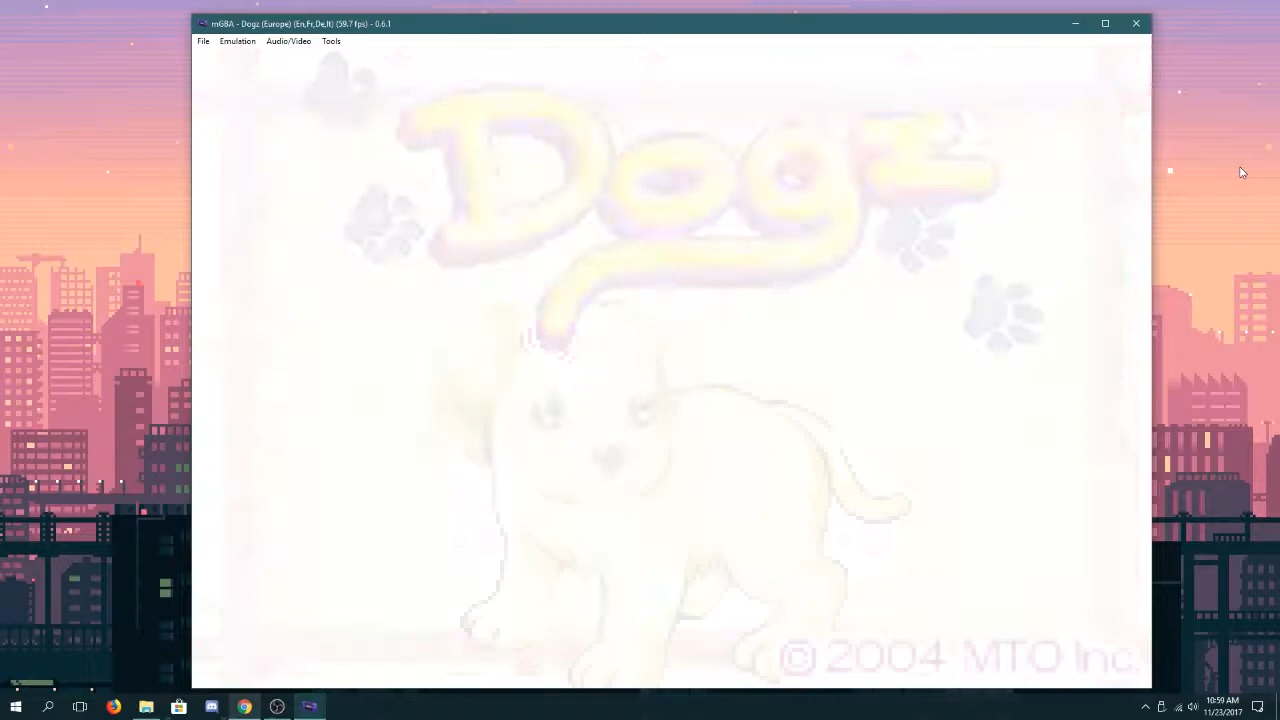 mGBA - Dogz (Europe) (En,Fr,De,It) (59.7 fps) - 0.6.1
File Emulation Audio/Video Tools
Dogz
©2004 MTO Inc.
10:59 AM
11/23/2017